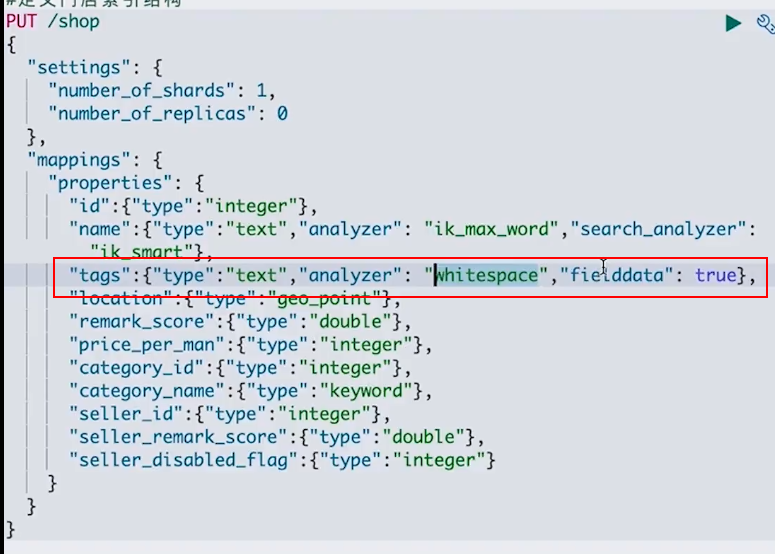 #定义门店索引结构
PUT /shop
{
"settings": {
"number_of_shards": 1,
"number_of_replicas": 0
},
"mappings": {
"properties": {
"id":{"type":"integer"},
"name":{"type":"text","analyzer": "ik_max_word","search_analyzer":
"ik_smart"},
"tags":{"type":"text","analyzer": "whitespace","fielddata": true},
"location":{"type":"geo_point"},
"remark_score":{"type":"double"},
"price_per_man":{"type":"integer"},
"category_id":{"type":"integer"},
"category_name":{"type":"keyword"},
"seller_id":{"type":"integer"},
"seller_remark_score":{"type":"double"},
"seller_disabled_flag":{"type":"integer"}
}
}
}